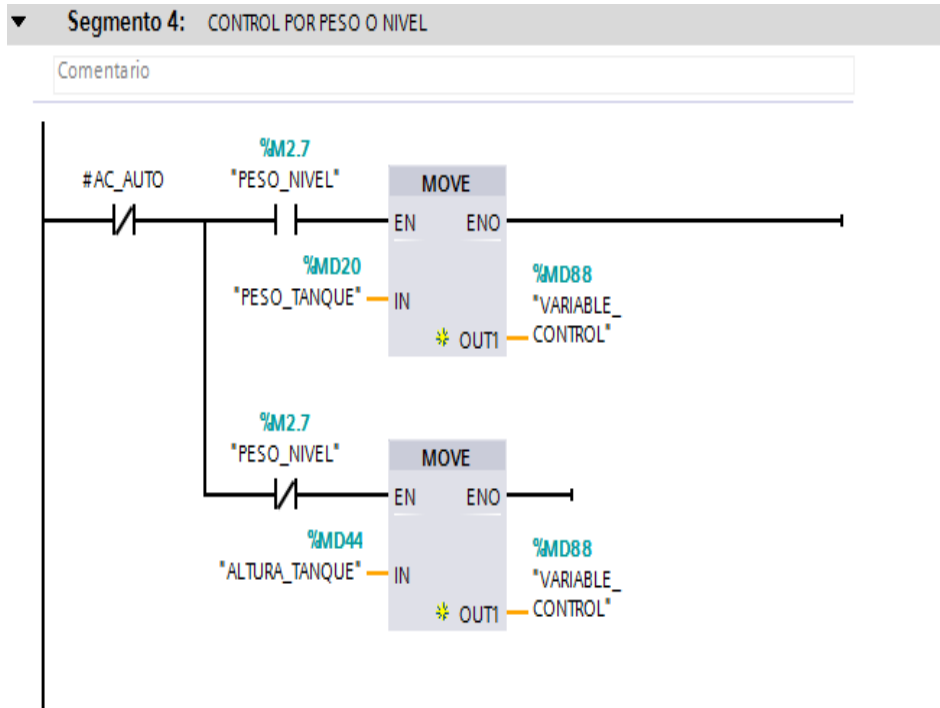 Segmento 4: CONTROL POR PESO O NIVEL
Comentario
#AC_AUTO
%M2.7
"PESO_NIVEL"
MOVE
EN ENO
%MD20
"PESO_TANQUE"
IN
OUT1
%MD88
"VARIABLE_
CONTROL"
%M2.7
"PESO_NIVEL"
MOVE
EN ENO
%MD44
"ALTURA_TANQUE"
IN
OUT1
%MD88
"VARIABLE_
CONTROL"